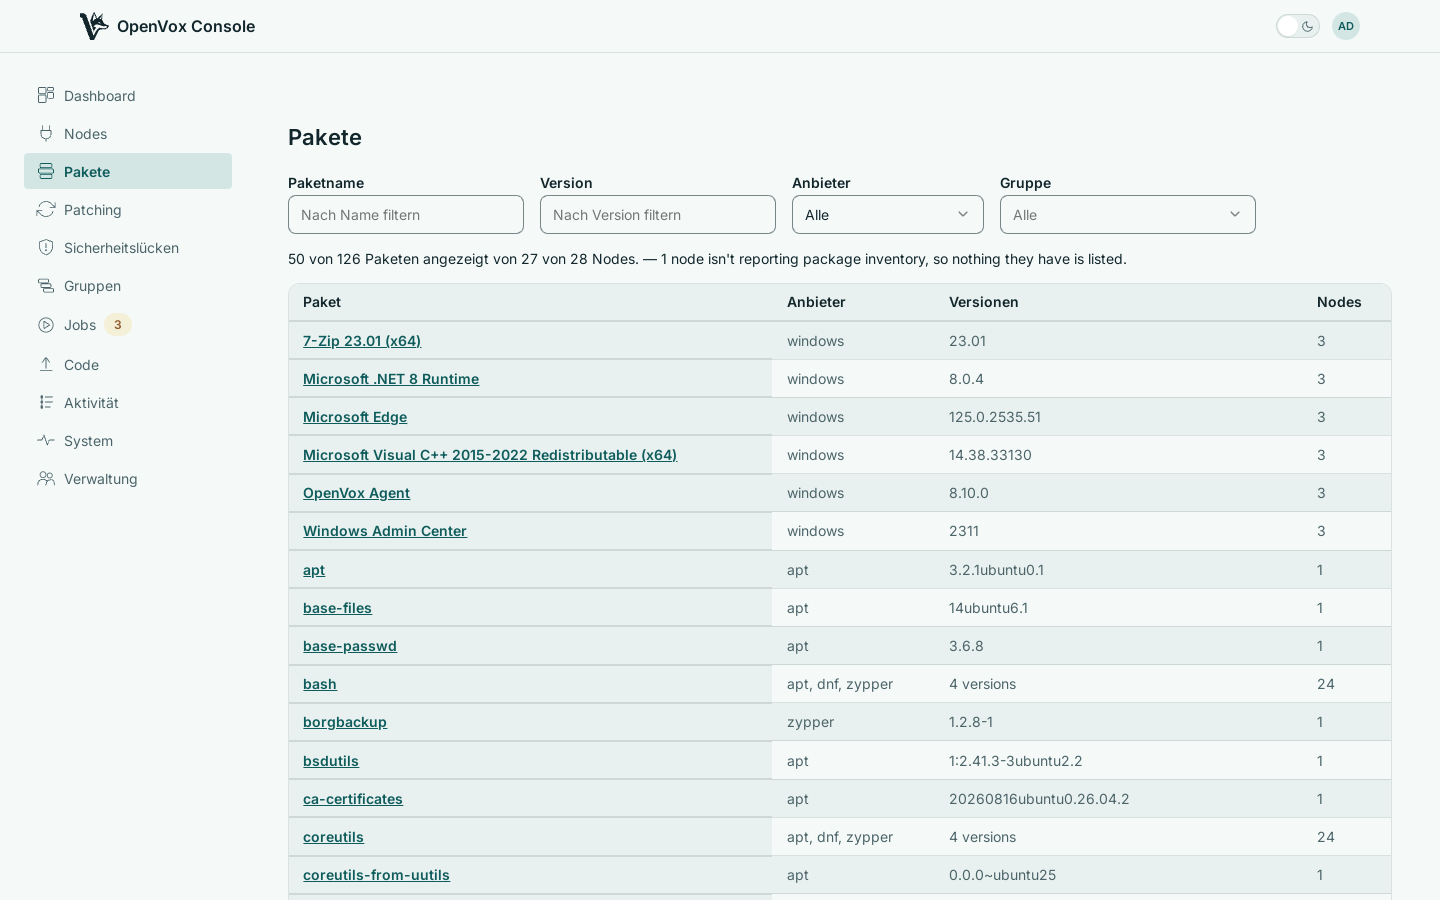 OpenVox Console
AD
Dashboard
Nodes
Pakete
Patching
Sicherheitslücken
Gruppen
Jobs 3
Code
Aktivität
System
Verwaltung
Pakete
Paketname Version Anbieter Gruppe
Nach Name filtern Nach Version filtern Alle Alle
50 von 126 Paketen angezeigt von 27 von 28 Nodes. — 1 node isn't reporting package inventory, so nothing they have is listed.
Paket Anbieter Versionen Nodes
7-Zip 23.01 (x64) windows 23.01 3
Microsoft .NET 8 Runtime windows 8.0.4 3
Microsoft Edge windows 125.0.2535.51 3
Microsoft Visual C++ 2015-2022 Redistributable (x64) windows 14.38.33130 3
OpenVox Agent windows 8.10.0 3
Windows Admin Center windows 2311 3
apt apt 3.2.1ubuntu0.1 1
base-files apt 14ubuntu6.1 1
base-passwd apt 3.6.8 1
bash apt, dnf, zypper 4 versions 24
borgbackup zypper 1.2.8-1 1
bsdutils apt 1:2.41.3-3ubuntu2.2 1
ca-certificates apt 20260816ubuntu0.26.04.2 1
coreutils apt, dnf, zypper 4 versions 24
coreutils-from-uutils apt 0.0.0~ubuntu25 1